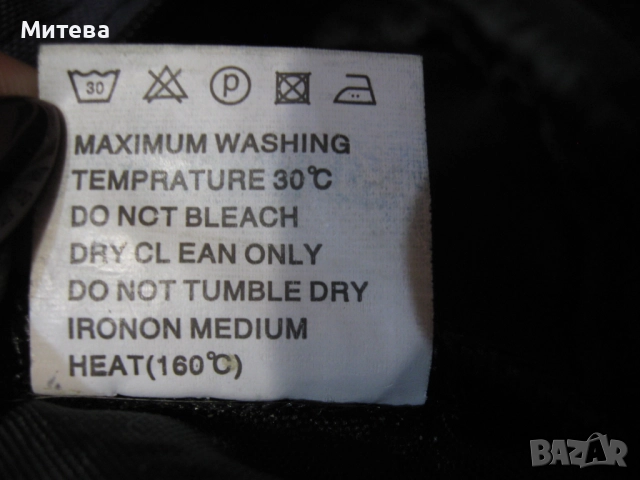 Митева
30 P
MAXIMUM WASHING
TEMPRATURE 30℃
DO NCT BLEACH
DRY CL EAN ONLY
DO NOT TUMBLE DRY
IRONON MEDIUM
HEAT(160℃)
BAZAR